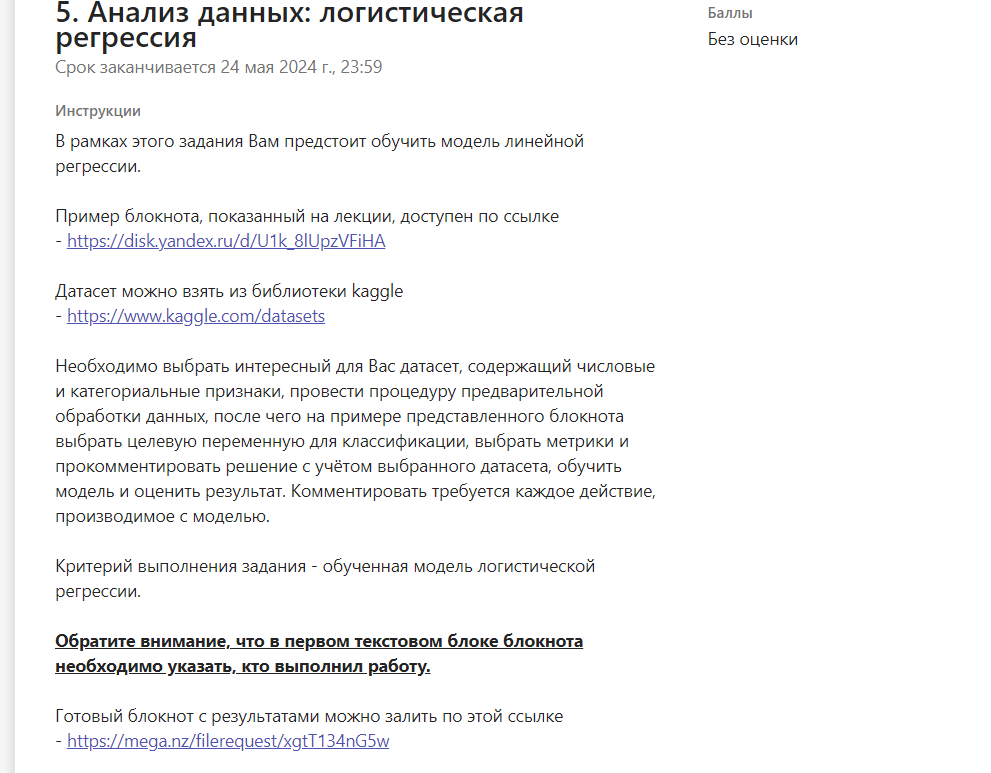 5. Анализ данных: логистическая
регрессия
Срок заканчивается 24 мая 2024 г., 23:59
Баллы
Без оценки
Инструкции
В рамках этого задания Вам предстоит обучить модель линейной
регрессии.
Пример блокнота, показанный на лекции, доступен по ссылке
- https://disk.yandex.ru/d/U1k_8lUpzVFiHA
Датасет можно взять из библиотеки kaggle
- https://www.kaggle.com/datasets
Необходимо выбрать интересный для Вас датасет, содержащий числовые
и категориальные признаки, провести процедуру предварительной
обработки данных, после чего на примере представленного блокнота
выбрать целевую переменную для классификации, выбрать метрики и
прокомментировать решение с учётом выбранного датасета, обучить
модель и оценить результат. Комментировать требуется каждое действие,
производимое с моделью.
Критерий выполнения задания - обученная модель логистической
регрессии.
Обратите внимание, что в первом текстовом блоке блокнота
необходимо указать, кто выполнил работу.
Готовый блокнот с результатами можно залить по этой ссылке
- https://mega.nz/filerequest/xgtT134nG5w